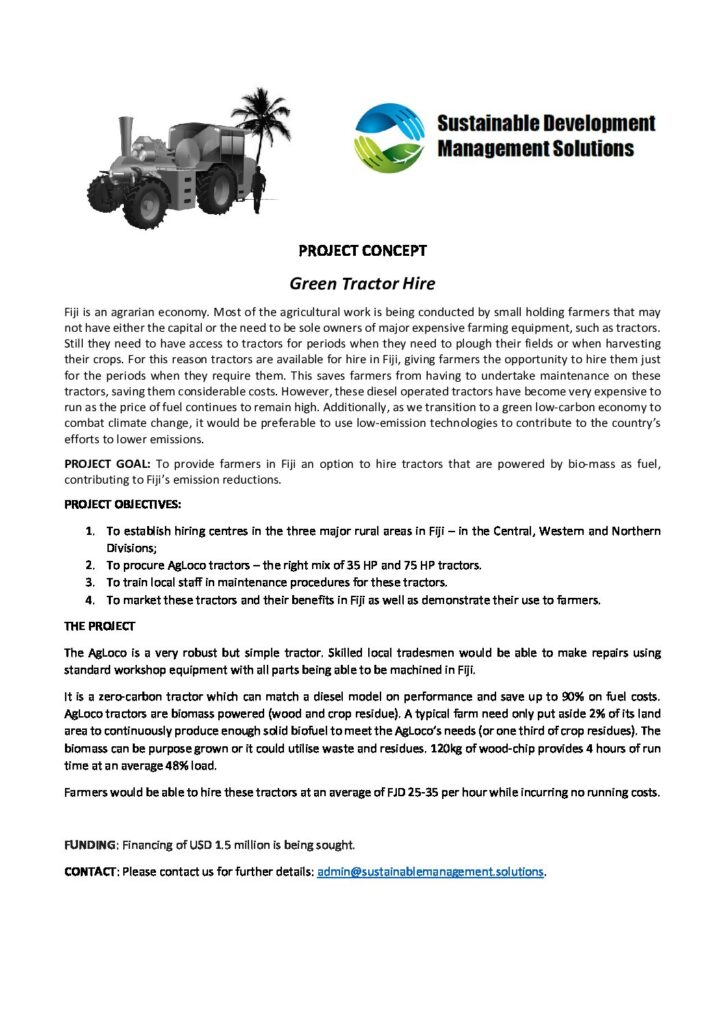 Sustainable Development
Management Solutions
PROJECT CONCEPT
Green Tractor Hire
Fiji is an agrarian economy. Most of the agricultural work is being conducted by small holding farmers that may
not have either the capital or the need to be sole owners of major expensive farming equipment, such as tractors.
Still they need to have access to tractors for periods when they need to plough their fields or when harvesting
their crops. For this reason tractors are available for hire in Fiji, giving farmers the opportunity to hire them just
for the periods when they require them. This saves farmers from having to undertake maintenance on these
tractors, saving them considerable costs. However, these diesel operated tractors have become very expensive to
run as the price of fuel continues to remain high. Additionally, as we transition to a green low-carbon economy to
combat climate change, it would be preferable to use low-emission technologies to contribute to the country's
efforts to lower emissions.
PROJECT GOAL: To provide farmers in Fiji an option to hire tractors that are powered by bio-mass as fuel,
contributing to Fiji's emission reductions.
PROJECT OBJECTIVES:
1. To establish hiring centres in the three major rural areas in Fiji – in the Central, Western and Northern
Divisions;
2. To procure AgLoco tractors – the right mix of 35 HP and 75 HP tractors.
3. To train local staff in maintenance procedures for these tractors.
4. To market these tractors and their benefits in Fiji as well as demonstrate their use to farmers.
THE PROJECT
The AgLoco is a very robust but simple tractor. Skilled local tradesmen would be able to make repairs using
standard workshop equipment with all parts being able to be machined in Fiji.
It is a zero-carbon tractor which can match a diesel model on performance and save up to 90% on fuel costs.
AgLoco tractors are biomass powered (wood and crop residue). A typical farm need only put aside 2% of its land
area to continuously produce enough solid biofuel to meet the AgLoco's needs (or one third of crop residues). The
biomass can be purpose grown or it could utilise waste and residues. 120kg of wood-chip provides 4 hours of run
time at an average 48% load.
Farmers would be able to hire these tractors at an average of FJD 25-35 per hour while incurring no running costs.
FUNDING: Financing of USD 1.5 million is being sought.
CONTACT: Please contact us for further details: admin@sustainablemanagement.solutions.